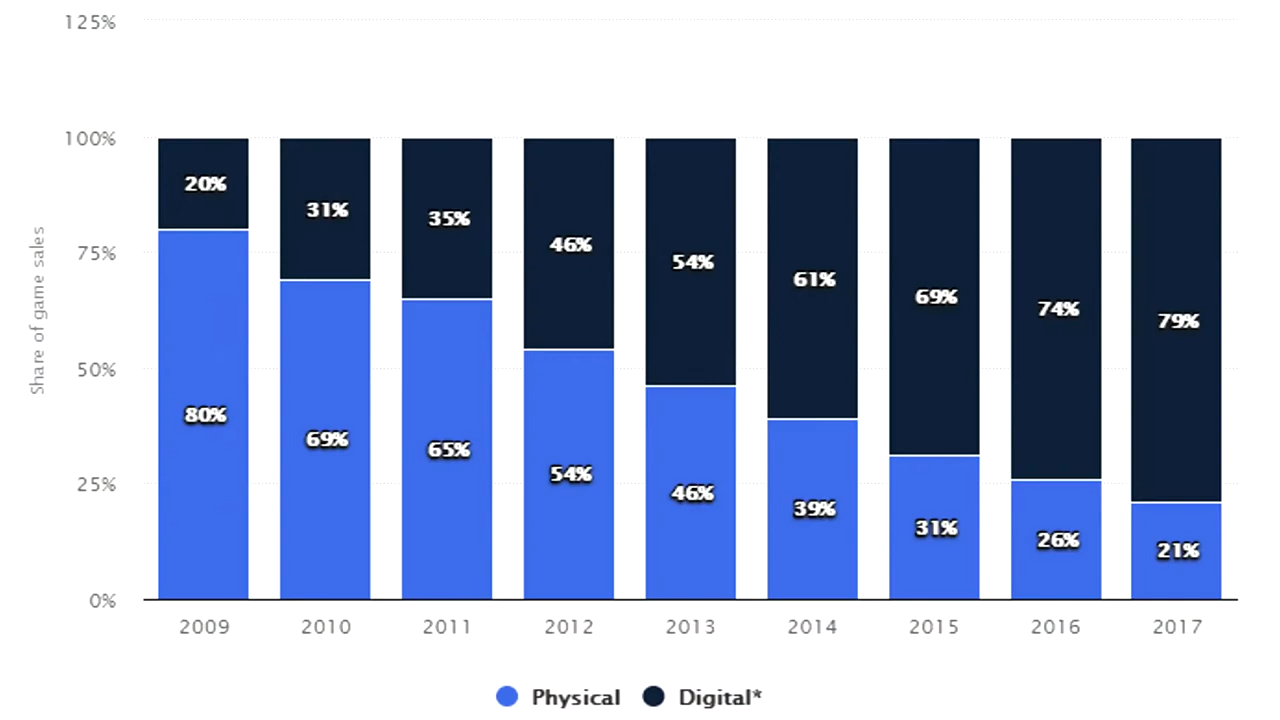 125%
100%
75%
50%
25%
0%
Share of game sales
20% 31% 35% 46% 54% 61% 69% 74% 79%
80% 69% 65% 54% 46% 39% 31% 26% 21%
2009 2010 2011 2012 2013 2014 2015 2016 2017
Physical Digital*